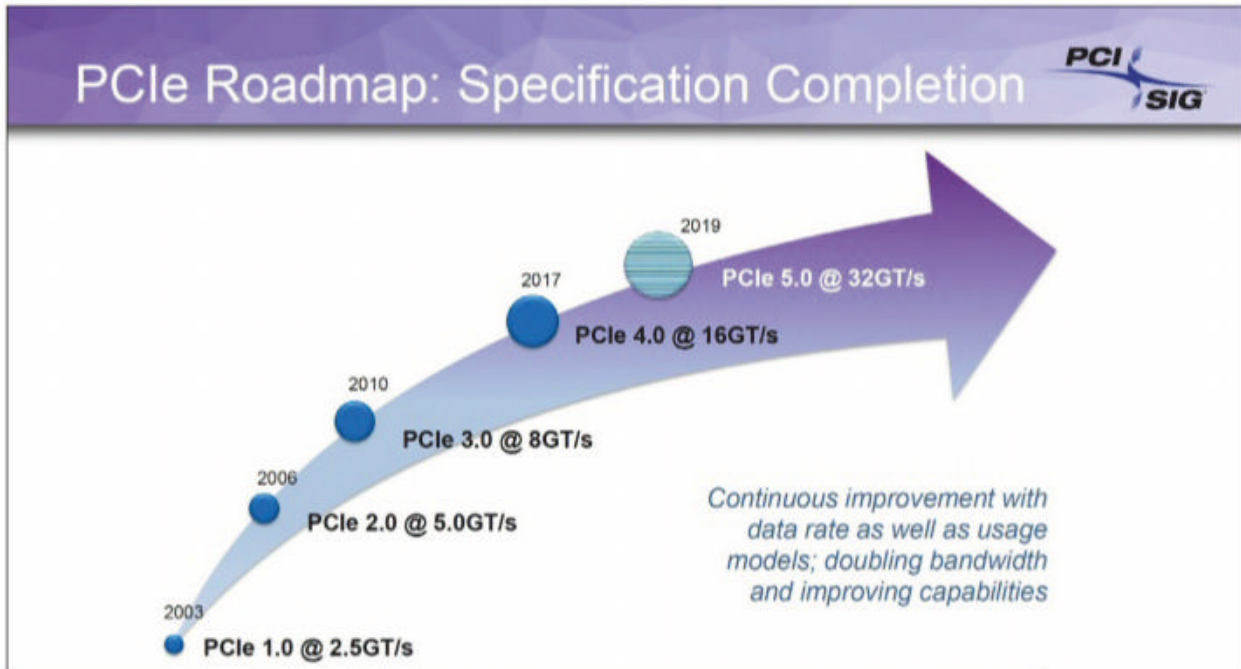 PCIe Roadmap: Specification Completion
PCI
SIG
2019
PCIe 5.0 @ 32GT/s
2017
PCIe 4.0 @ 16GT/s
2010
PCIe 3.0 @ 8GT/s
2006
PCIe 2.0 @ 5.0GT/s
2003
PCIe 1.0 @ 2.5GT/s
Continuous improvement with
data rate as well as usage
models; doubling bandwidth
and improving capabilities